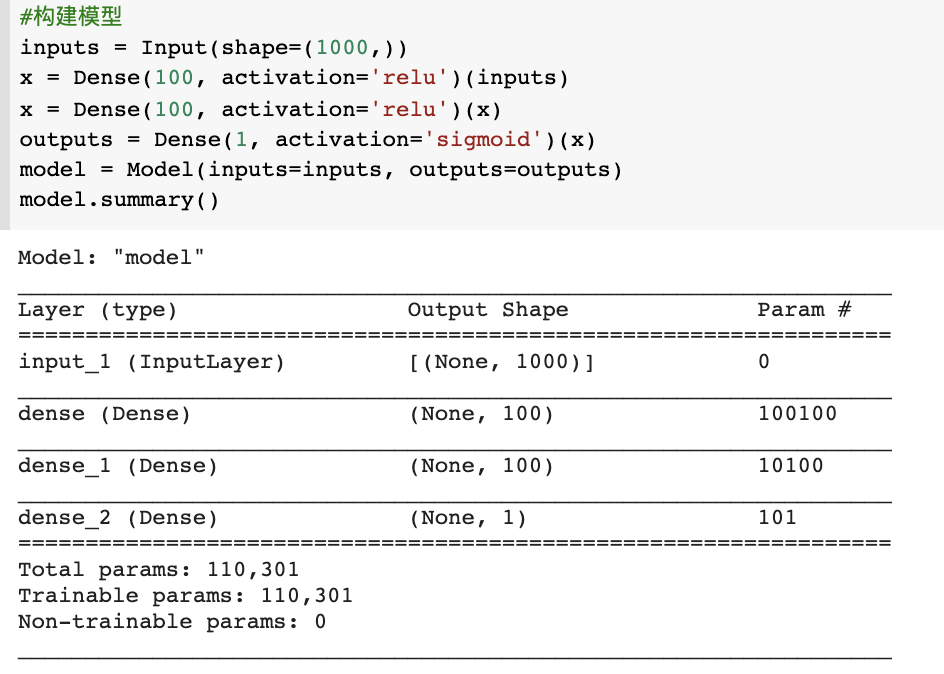 #构建模型
inputs = Input(shape=(1000,))
x = Dense(100, activation='relu')(inputs)
x = Dense(100, activation='relu')(x)
outputs = Dense(1, activation='sigmoid')(x)
model = Model(inputs=inputs, outputs=outputs)
model.summary()
Model: "model"
_________________________________________________________________
Layer (type)                 Output Shape              Param #
=================================================================
input_1 (InputLayer)         [(None, 1000)]            0
_________________________________________________________________
dense (Dense)                (None, 100)               100100
_________________________________________________________________
dense_1 (Dense)              (None, 100)               10100
_________________________________________________________________
dense_2 (Dense)              (None, 1)                 101
=================================================================
Total params: 110,301
Trainable params: 110,301
Non-trainable params: 0
_________________________________________________________________